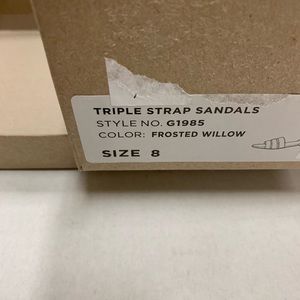 TRIPLE STRAP SANDALS
STYLE NO. G1985
COLOR: FROSTED WILLOW
SIZE 8